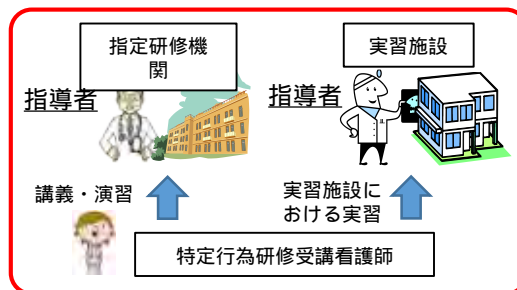 指定研修機
関
実習施設
指導者
指導者
講義・演習
実習施設に
おける実習
特定行為研修受講看護師